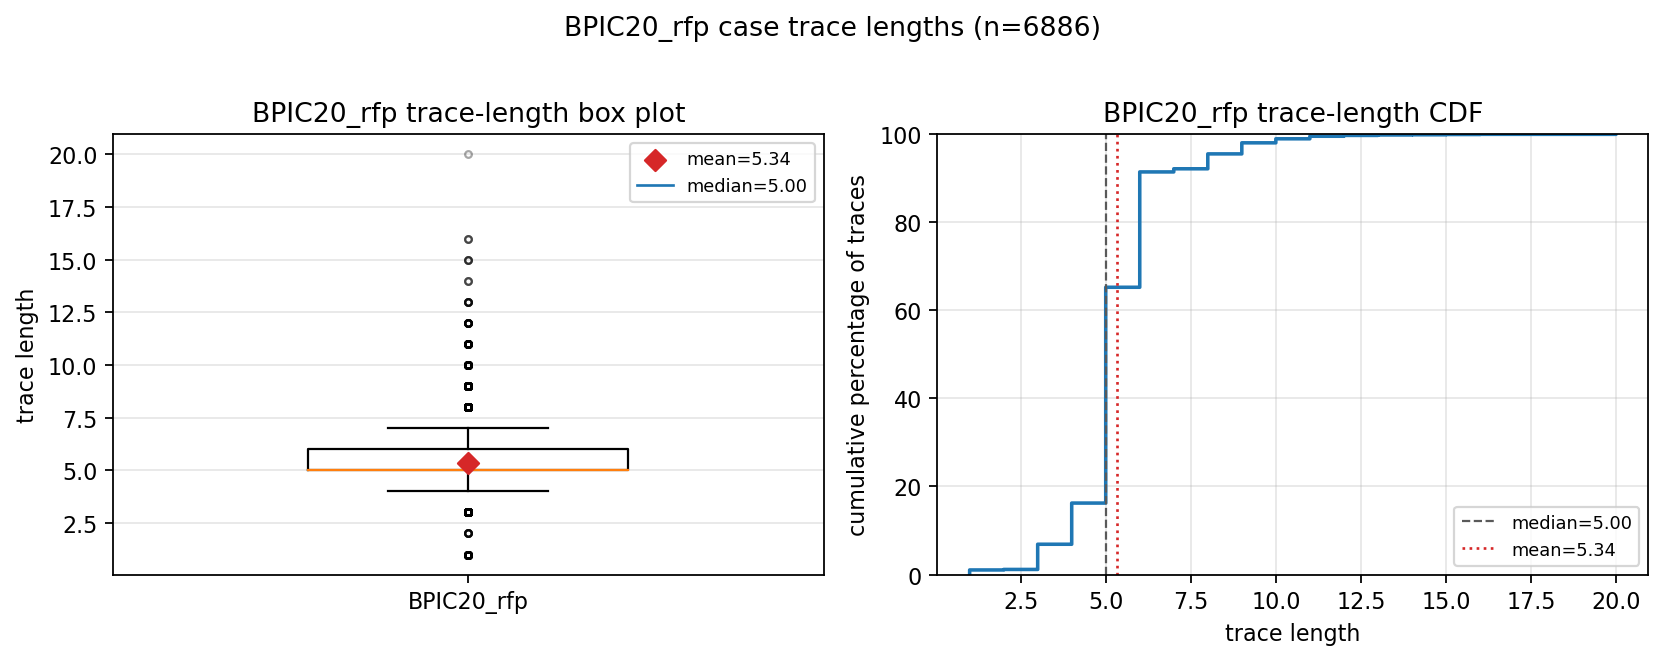 BPIC20_rfp case trace lengths (n=6886)
BPIC20_rfp trace-length box plot
trace length
20.0
17.5
15.0
12.5
10.0
7.5
5.0
2.5
mean=5.34
median=5.00
BPIC20_rfp
BPIC20_rfp trace-length CDF
cumulative percentage of traces
100
80
60
40
20
0
median=5.00
mean=5.34
2.5 5.0 7.5 10.0 12.5 15.0 17.5 20.0
trace length